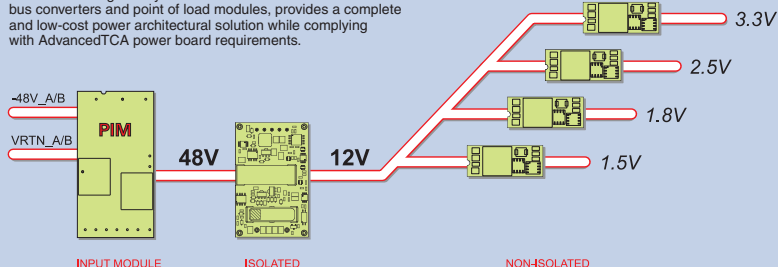 bus converters and point of load modules, provides a complete
and low-cost power architectural solution while complying
with AdvancedTCA power board requirements.
3.3V
2.5V
1.8V
1.5V
-48V_A/B
VRTN_A/B
PIM
48V
12V
INPUT MODULE
ISOLATED
NON-ISOLATED